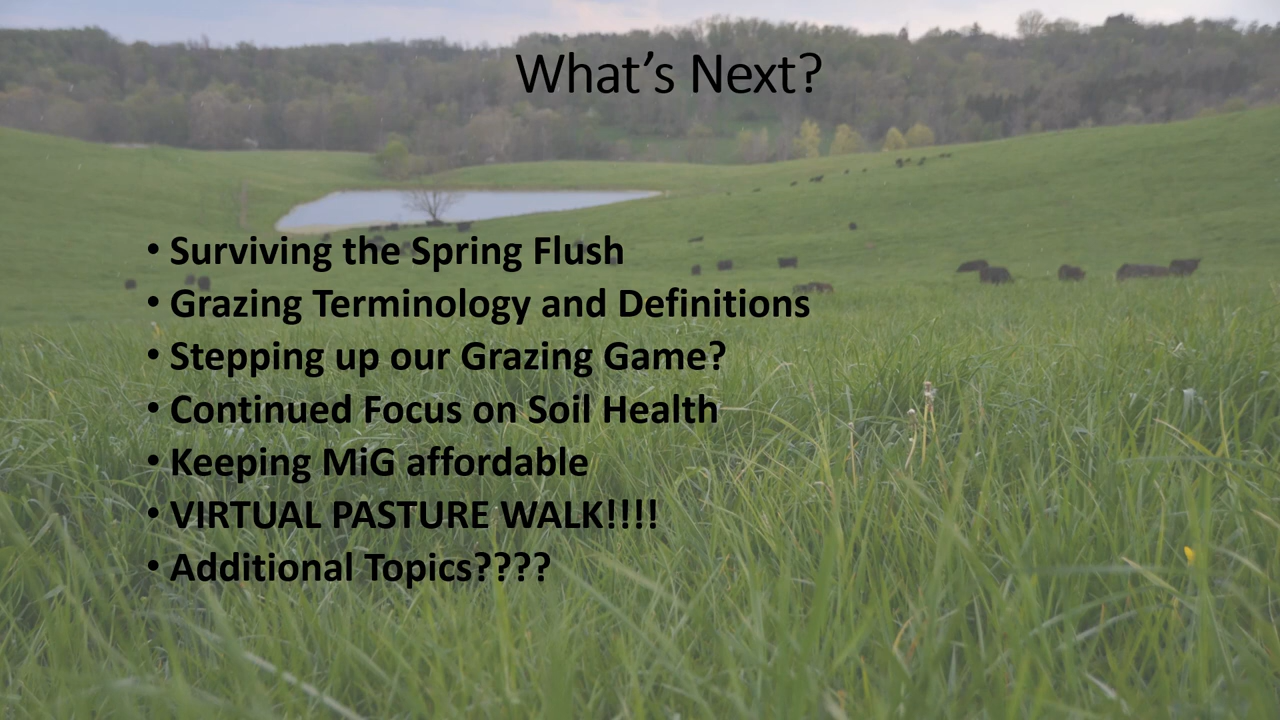 What’s Next?
• Surviving the Spring Flush
• Grazing Terminology and Definitions
• Stepping up our Grazing Game?
• Continued Focus on Soil Health
• Keeping MiG affordable
• VIRTUAL PASTURE WALK!!!!
• Additional Topics????